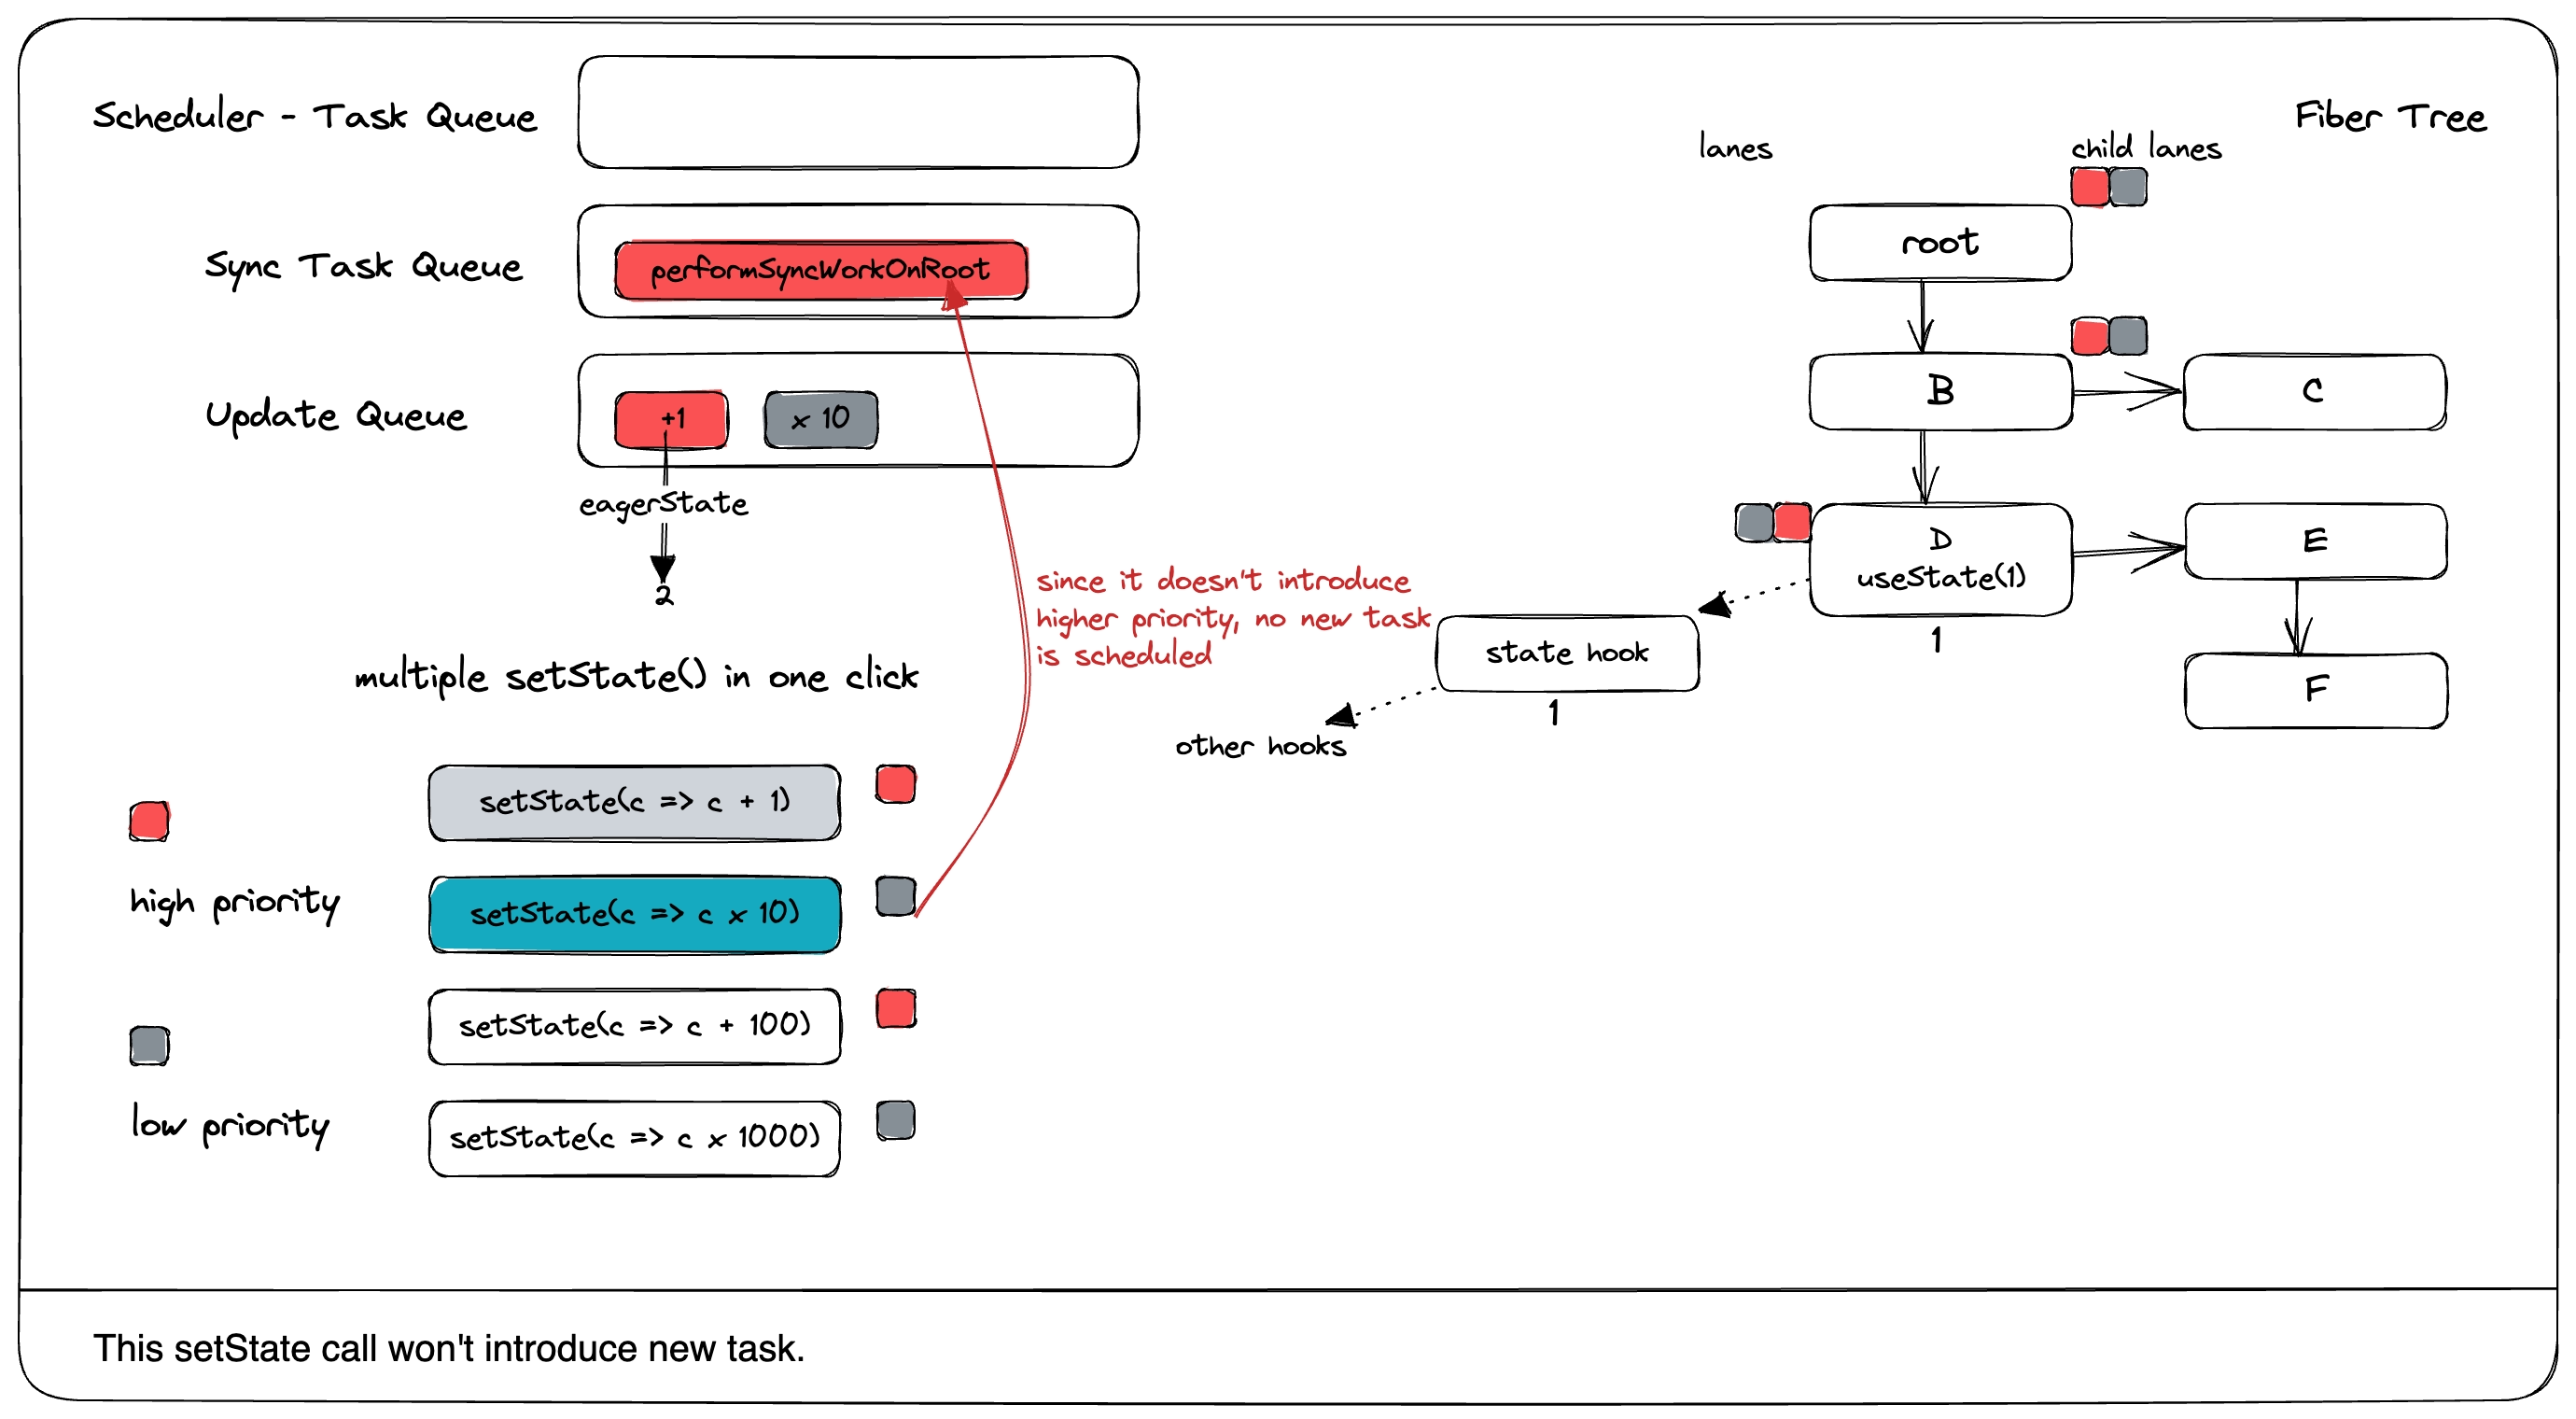 Scheduler - Task Queue
Sync Task Queue
performSyncWorkOnRoot
Update Queue
+1
x 10
eagerState
2
multiple setState() in one click
high priority
low priority
setState(c => c + 1)
setState(c => c x 10)
setState(c => c + 100)
setState(c => c x 1000)
since it doesn't introduce
higher priority, no new task
is scheduled
Fiber Tree
lanes
child lanes
root
B
C
D
useState(1)
1
E
F
state hook
1
other hooks
This setState call won't introduce new task.